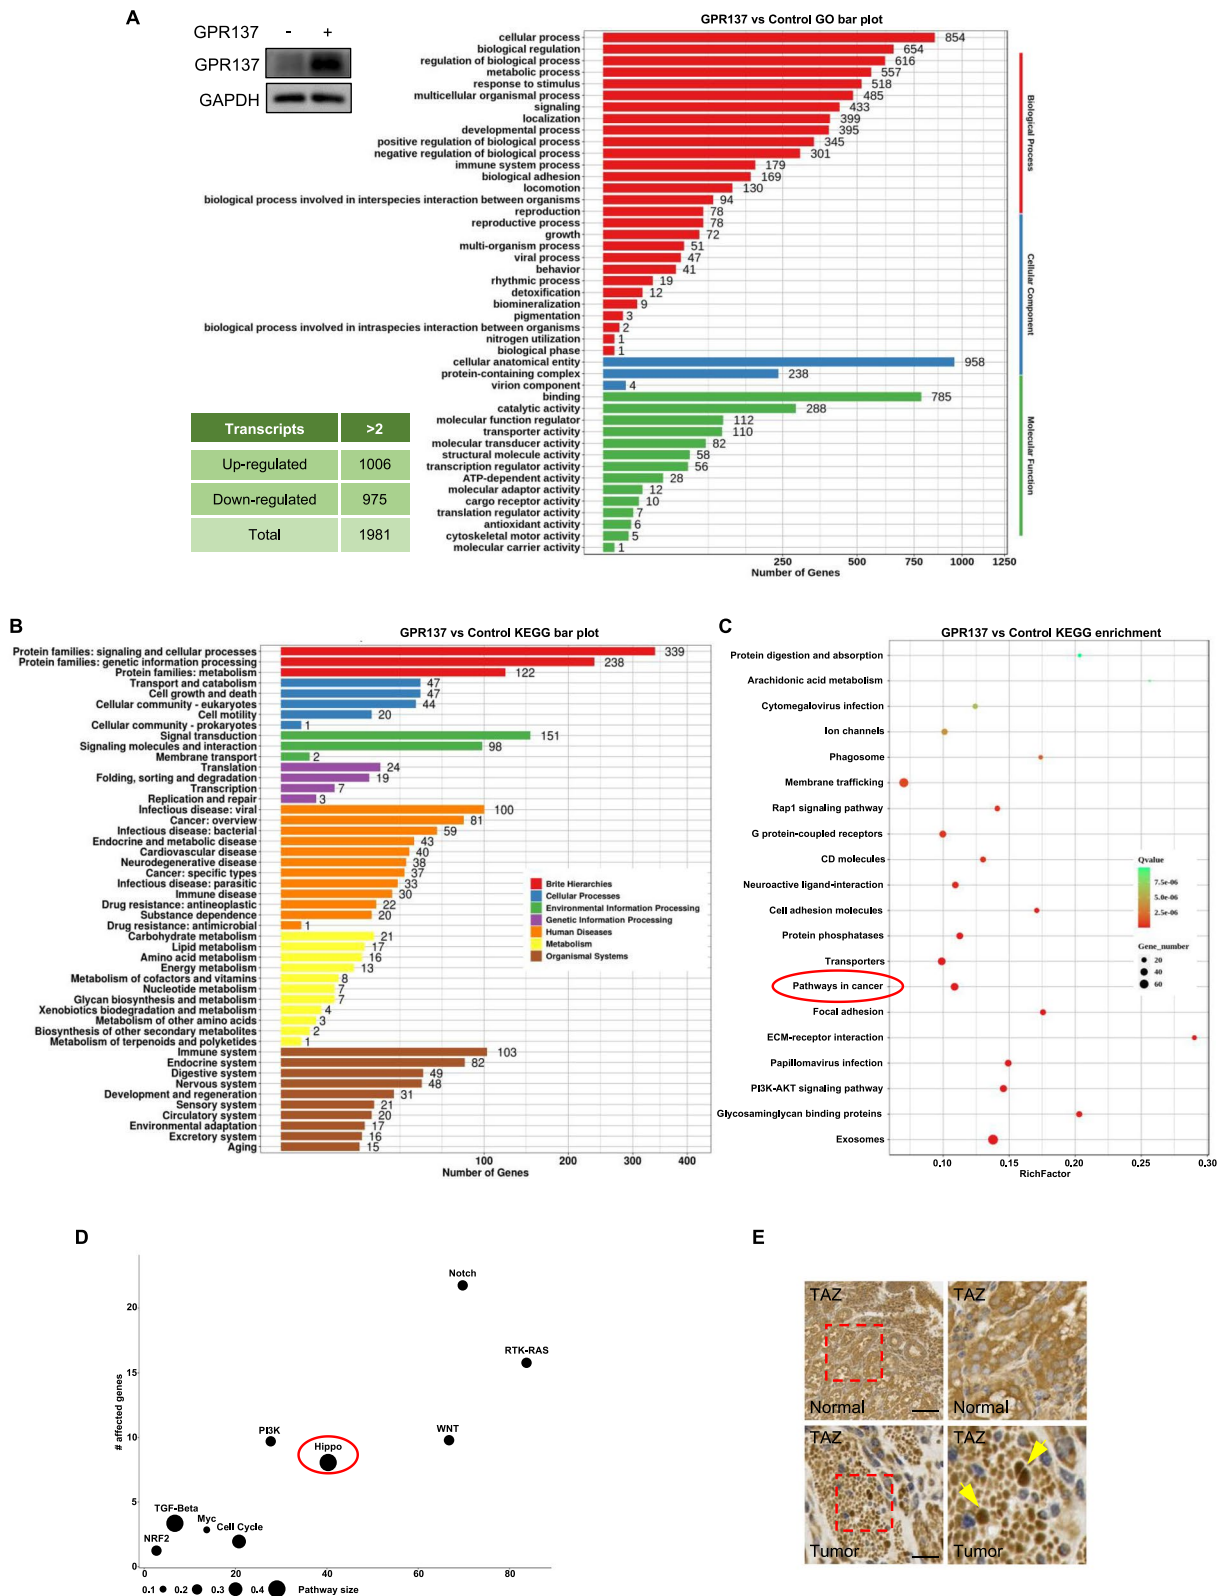 A
GPR137 - +
GPR137
GAPDH
GPR137 vs Control GO bar plot
cellular process 854
biological regulation 654
regulation of biological process 616
metabolic process 557
response to stimulus 518
multicellular organismal process 485
signaling 433
localization 399
developmental process 395
positive regulation of biological process 345
negative regulation of biological process 301
immune system process 179
biological adhesion 169
locomotion 130
biological process involved in interspecies interaction between organisms 94
reproduction 78
reproductive process 78
growth 72
multi-organism process 51
viral process 47
behavior 41
rhythmic process 19
detoxification 12
biomineralization 9
pigmentation 3
biological process involved in intraspecies interaction between organisms 2
nitrogen utilization 1
biological phase 1
cellular anatomical entity 958
protein-containing complex 238
virion component 4
binding 785
catalytic activity 288
molecular function regulator 112
transporter activity 110
molecular transducer activity 82
structural molecule activity 58
transcription regulator activity 56
ATP-dependent activity 28
molecular adaptor activity 12
cargo receptor activity 10
translation regulator activity 7
antioxidant activity 6
cytoskeletal motor activity 5
molecular carrier activity 1
0 250 500 750 1000 1250
Number of Genes
Biological Process
Cellular Component
Molecular Function
Transcripts >2
Up-regulated 1006
Down-regulated 975
Total 1981
B
GPR137 vs Control KEGG bar plot
Protein families: signaling and cellular processes 339
Protein families: genetic information processing 238
Protein families: metabolism 122
Transport and catabolism 47
Cell growth and death 47
Cellular community - eukaryotes 44
Cell motility 20
Cellular community - prokaryotes 1
Signal transduction 151
Signaling molecules and interaction 98
Membrane transport 2
Translation 24
Folding, sorting and degradation 19
Transcription 7
Replication and repair 3
Infectious disease: viral 100
Cancer: overview 81
Infectious disease: bacterial 59
Endocrine and metabolic disease 43
Cardiovascular disease 40
Neurodegenerative disease 38
Cancer: specific types 37
Infectious disease: parasitic 33
Immune disease 30
Drug resistance: antineoplastic 22
Substance dependence 20
Drug resistance: antimicrobial 1
Carbohydrate metabolism 21
Lipid metabolism 17
Amino acid metabolism 16
Energy metabolism 13
Metabolism of cofactors and vitamins 8
Nucleotide metabolism 7
Glycan biosynthesis and metabolism 7
Xenobiotics biodegradation and metabolism 4
Metabolism of other amino acids 3
Biosynthesis of other secondary metabolites 2
Metabolism of terpenoids and polyketides 1
Immune system 103
Endocrine system 82
Digestive system 49
Nervous system 48
Development and regeneration 31
Sensory system 21
Circulatory system 20
Environmental adaptation 17
Excretory system 16
Aging 15
100 200 300 400
Number of Genes
Brite Hierarchies
Cellular Processes
Environmental Information Processing
Genetic Information Processing
Human Diseases
Metabolism
Organismal Systems
C
GPR137 vs Control KEGG enrichment
Protein digestion and absorption
Arachidonic acid metabolism
Cytomegalovirus infection
Ion channels
Phagosome
Membrane trafficking
Rap1 signaling pathway
G protein-coupled receptors
CD molecules
Neuroactive ligand-interaction
Cell adhesion molecules
Protein phosphatases
Transporters
Pathways in cancer
Focal adhesion
ECM-receptor interaction
Papillomavirus infection
PI3K-AKT signaling pathway
Glycosaminglycan binding proteins
Exosomes
0.10 0.15 0.20 0.25 0.30
RichFactor
Qvalue
7.5e-06
5.0e-06
2.5e-06
Gene_number
20
40
60
D
# affected genes
20
15
10
5
0
Notch
RTK-RAS
PI3K
WNT
Hippo
TGF-Beta
Myc
Cell Cycle
NRF2
0 20 40 60 80
0.1 0.2 0.3 0.4 Pathway size
E
TAZ
Normal
TAZ
Normal
TAZ
Tumor
TAZ
Tumor